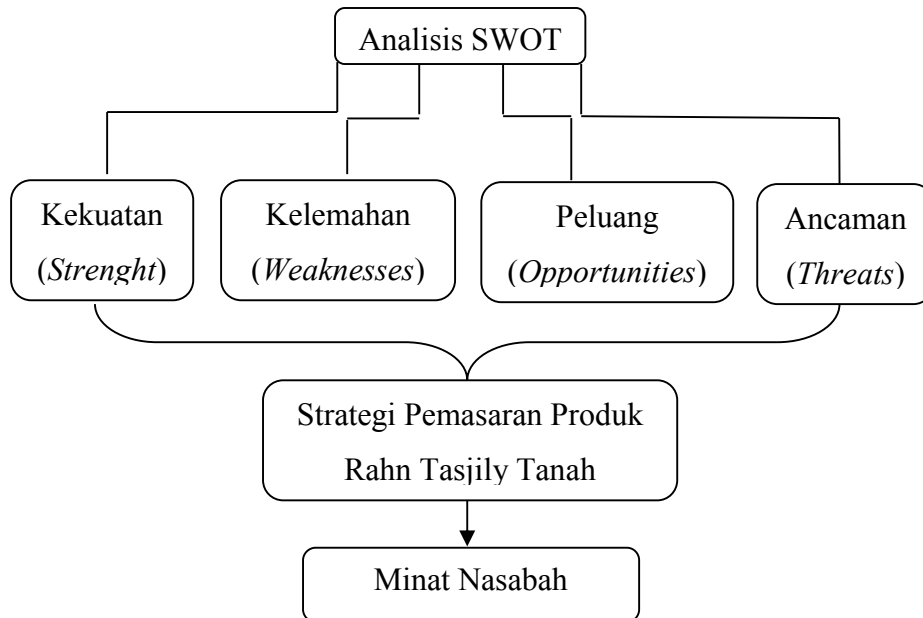 Analisis SWOT
Kekuatan
(Strenght)
Kelemahan
(Weaknesses)
Peluang
(Opportunities)
Ancaman
(Threats)
Strategi Pemasaran Produk
Rahn Tasjily Tanah
Minat Nasabah